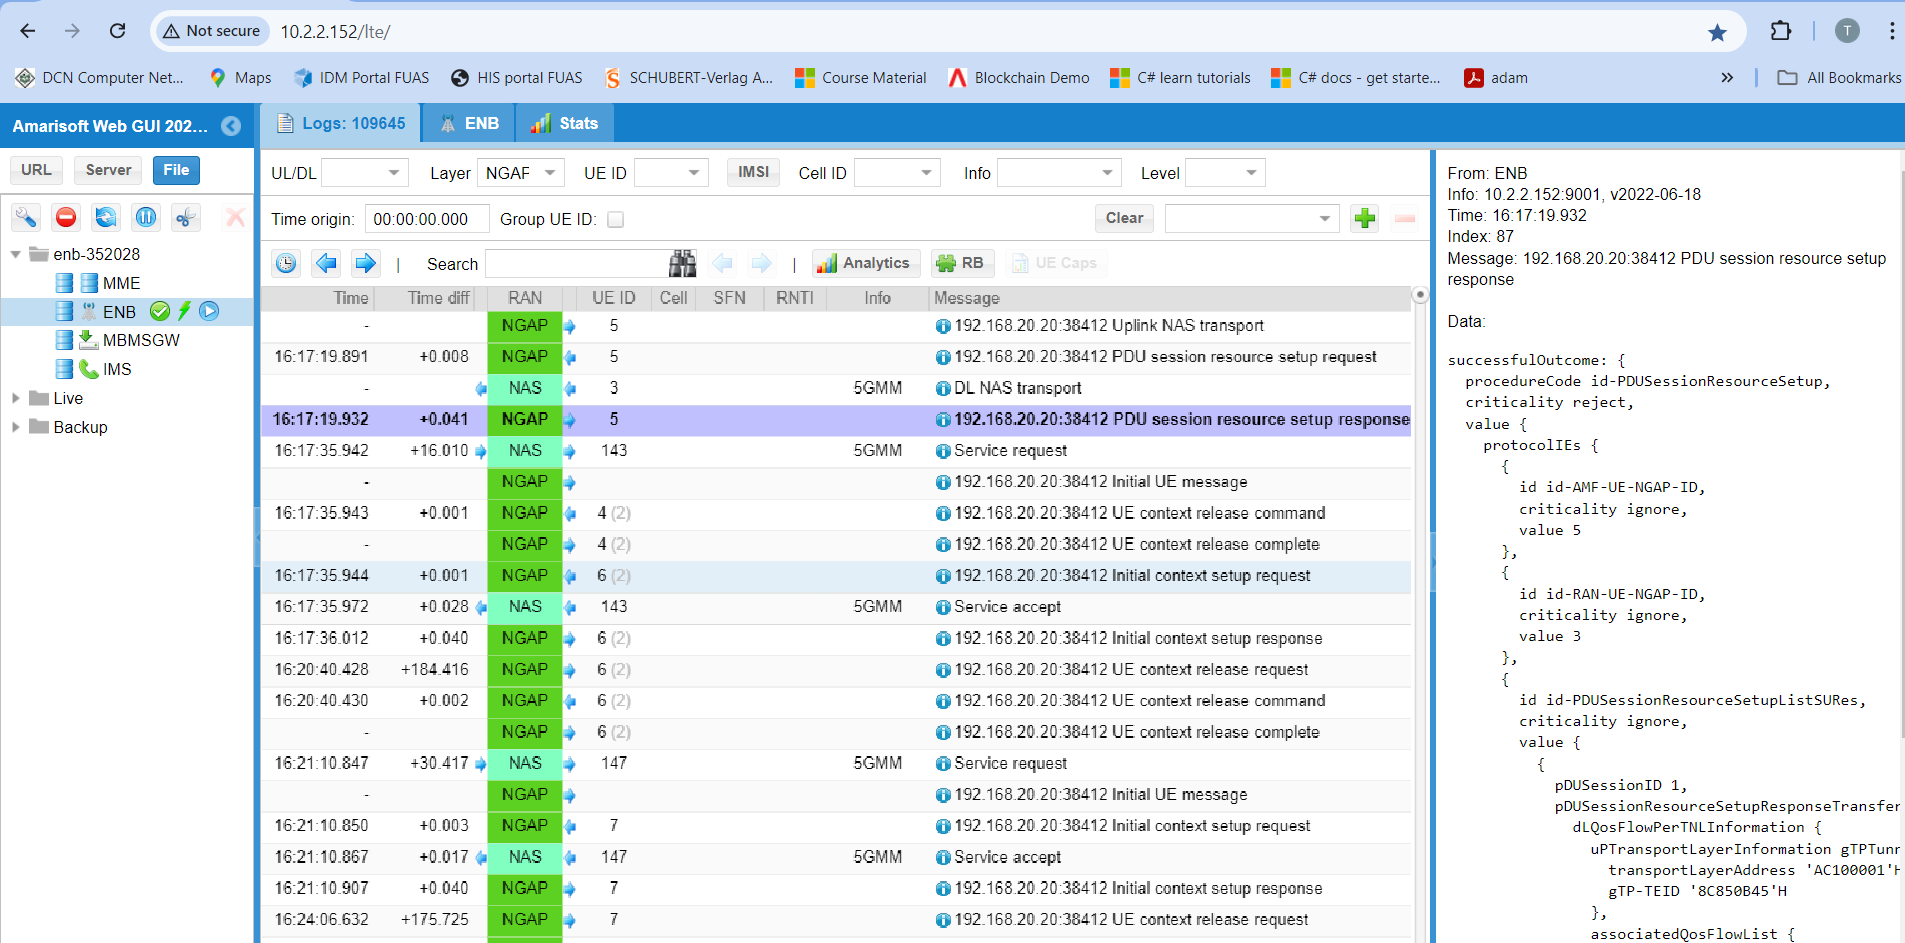 Not secure 10.2.2.152/lte/ T
DCN Computer Net... Maps IDM Portal FUAS HIS portal FUAS SCHUBERT-Verlag A... Course Material Blockchain Demo C# learn tutorials C# docs - get starte... adam » All Bookmarks
Amarisoft Web GUI 202... Logs: 109645 ENB Stats
URL Server File
enb-352028
MME
ENB
MBMSGW
IMS
Live
Backup
UL/DL Layer NGAF UE ID IMSI Cell ID Info Level
Time origin: 00:00:00.000 Group UE ID: Clear
Search Analytics RB UE Caps
Time Time diff RAN UE ID Cell SFN RNTI Info Message
- NGAP 5 192.168.20.20:38412 Uplink NAS transport
16:17:19.891 +0.008 NGAP 5 192.168.20.20:38412 PDU session resource setup request
- NAS 3 5GMM DL NAS transport
16:17:19.932 +0.041 NGAP 5 192.168.20.20:38412 PDU session resource setup response
16:17:35.942 +16.010 NAS 143 5GMM Service request
- NGAP 192.168.20.20:38412 Initial UE message
16:17:35.943 +0.001 NGAP 4 (2) 192.168.20.20:38412 UE context release command
- NGAP 4 (2) 192.168.20.20:38412 UE context release complete
16:17:35.944 +0.001 NGAP 6 (2) 192.168.20.20:38412 Initial context setup request
16:17:35.972 +0.028 NAS 143 5GMM Service accept
16:17:36.012 +0.040 NGAP 6 (2) 192.168.20.20:38412 Initial context setup response
16:20:40.428 +184.416 NGAP 6 (2) 192.168.20.20:38412 UE context release request
16:20:40.430 +0.002 NGAP 6 (2) 192.168.20.20:38412 UE context release command
- NGAP 6 (2) 192.168.20.20:38412 UE context release complete
16:21:10.847 +30.417 NAS 147 5GMM Service request
- NGAP 192.168.20.20:38412 Initial UE message
16:21:10.850 +0.003 NGAP 7 192.168.20.20:38412 Initial context setup request
16:21:10.867 +0.017 NAS 147 5GMM Service accept
16:21:10.907 +0.040 NGAP 7 192.168.20.20:38412 Initial context setup response
16:24:06.632 +175.725 NGAP 7 192.168.20.20:38412 UE context release request
From: ENB
Info: 10.2.2.152:9001, v2022-06-18
Time: 16:17:19.932
Index: 87
Message: 192.168.20.20:38412 PDU session resource setup
response
Data:
successfulOutcome: {
procedureCode id-PDUSessionResourceSetup,
criticality reject,
value {
protocolIEs {
{
id id-AMF-UE-NGAP-ID,
criticality ignore,
value 5
},
{
id id-RAN-UE-NGAP-ID,
criticality ignore,
value 3
},
{
id id-PDUSessionResourceSetupListSURes,
criticality ignore,
value {
{
pDUSessionID 1,
pDUSessionResourceSetupResponseTransfer
dLQosFlowPerTNLInformation {
uPTransportLayerInformation gTPTunn
transportLayerAddress 'AC100001'H
gTP-TEID '8C850B45'H
},
associatedQosFlowList {